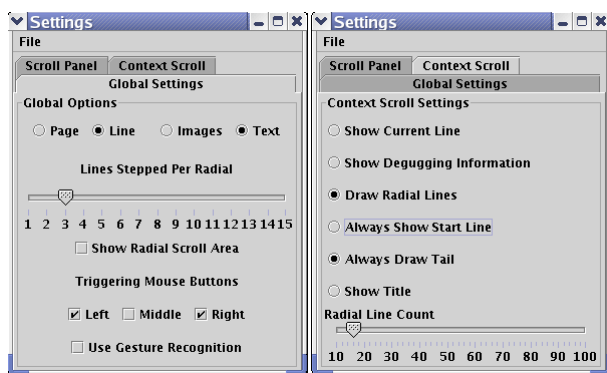 Settings
File
Scroll Panel Context Scroll
Global Settings
Global Options
Page Line Images Text
Lines Stepped Per Radial
1 2 3 4 5 6 7 8 9 10 11 12 13 14 15
Show Radial Scroll Area
Triggering Mouse Buttons
Left Middle Right
Use Gesture Recognition
Settings
File
Scroll Panel Context Scroll
Global Settings
Context Scroll Settings
Show Current Line
Show Degugging Information
Draw Radial Lines
Always Show Start Line
Always Draw Tail
Show Title
Radial Line Count
10 20 30 40 50 60 70 80 90 100